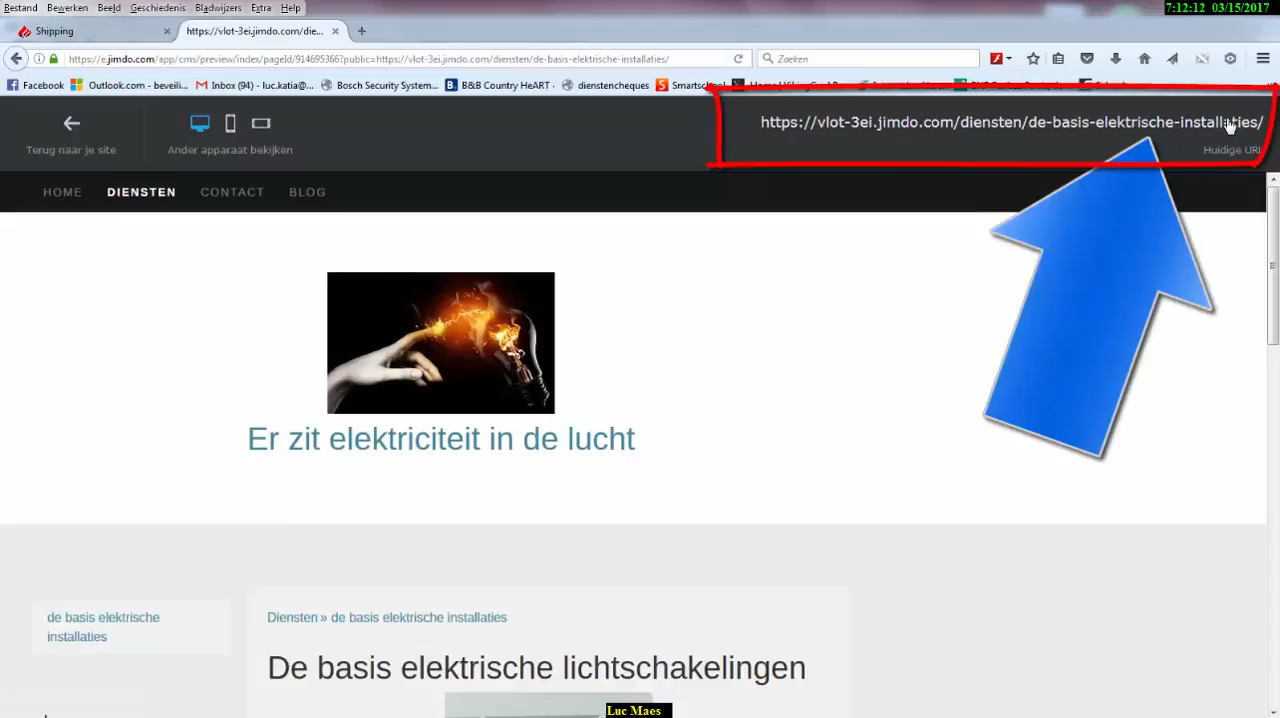 Bestand Bewerken Beeld Geschiedenis Bladwijzers Extra Help
7:12:12 03/15/2017
Shipping
https://vlot-3ei.jimdo.com/die...
https://e.jimdo.com/app/cms/preview/index/pageId/914695366?public=https://vlot-3ei.jimdo.com/diensten/de-basis-elektrische-installaties/
Zoeken
Facebook Outlook.com - beveili... Inbox (94) - luc.katia@... Bosch Security System... B&B Country HeART - dienstencheques
https://vlot-3ei.jimdo.com/diensten/de-basis-elektrische-installaties/
Terug naar je site Ander apparaat bekijken Huidige URL
HOME DIENSTEN CONTACT BLOG
Er zit elektriciteit in de lucht
de basis elektrische
installaties
Diensten » de basis elektrische installaties
De basis elektrische lichtschakelingen
Luc Maes